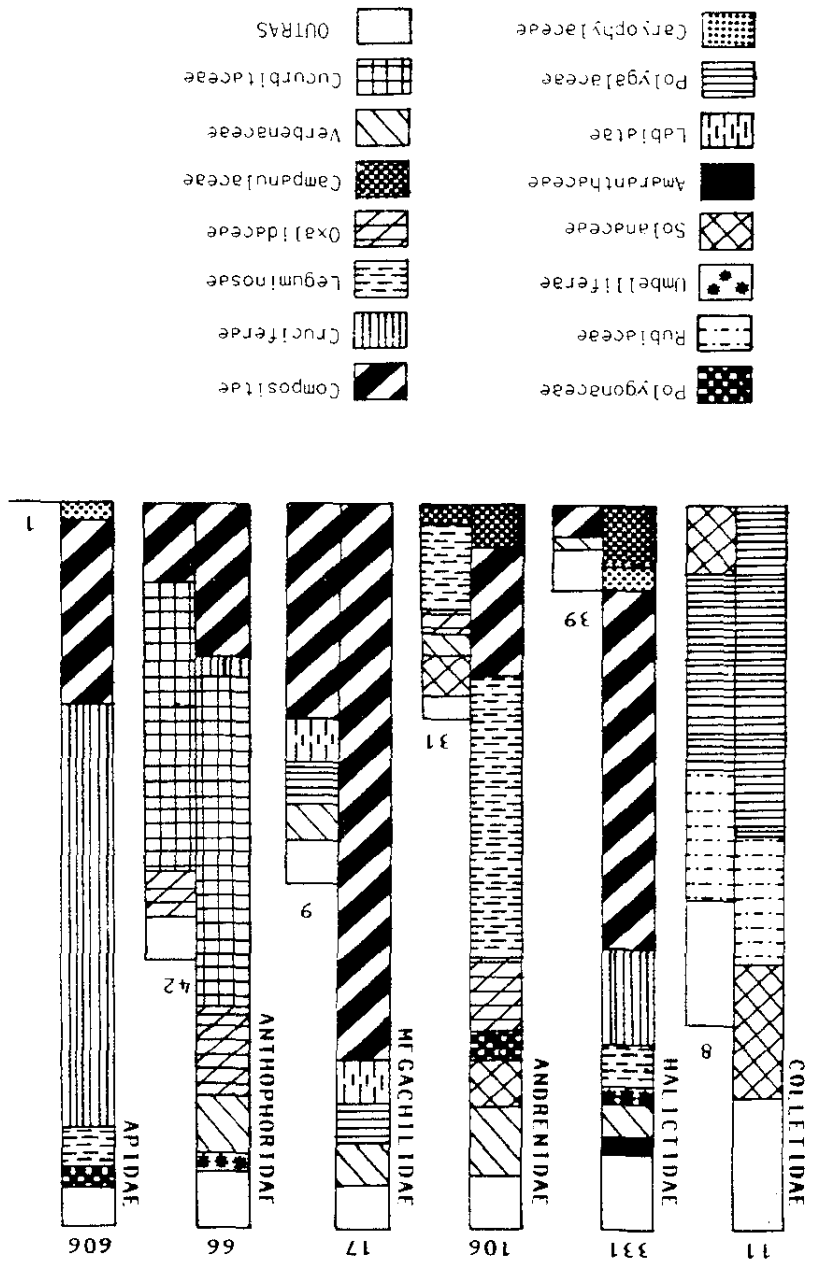 11
331
106
17
66
606
COLLETIDAE
HALICTIDAE
ANDRENIDAE
MEGACHILIDAE
ANTHOPHORIDAE
APIDAE
8
39
31
9
42
1
Polygonaceae
Rubiaceae
Umbelliferae
Solanaceae
Amaranthaceae
Labiatae
Polygalaceae
Caryophylaceae
Compositae
Cruciferae
Leguminosae
Oxalidaceae
Campanulaceae
Verbenaceae
Cucurbitaceae
OUTRAS